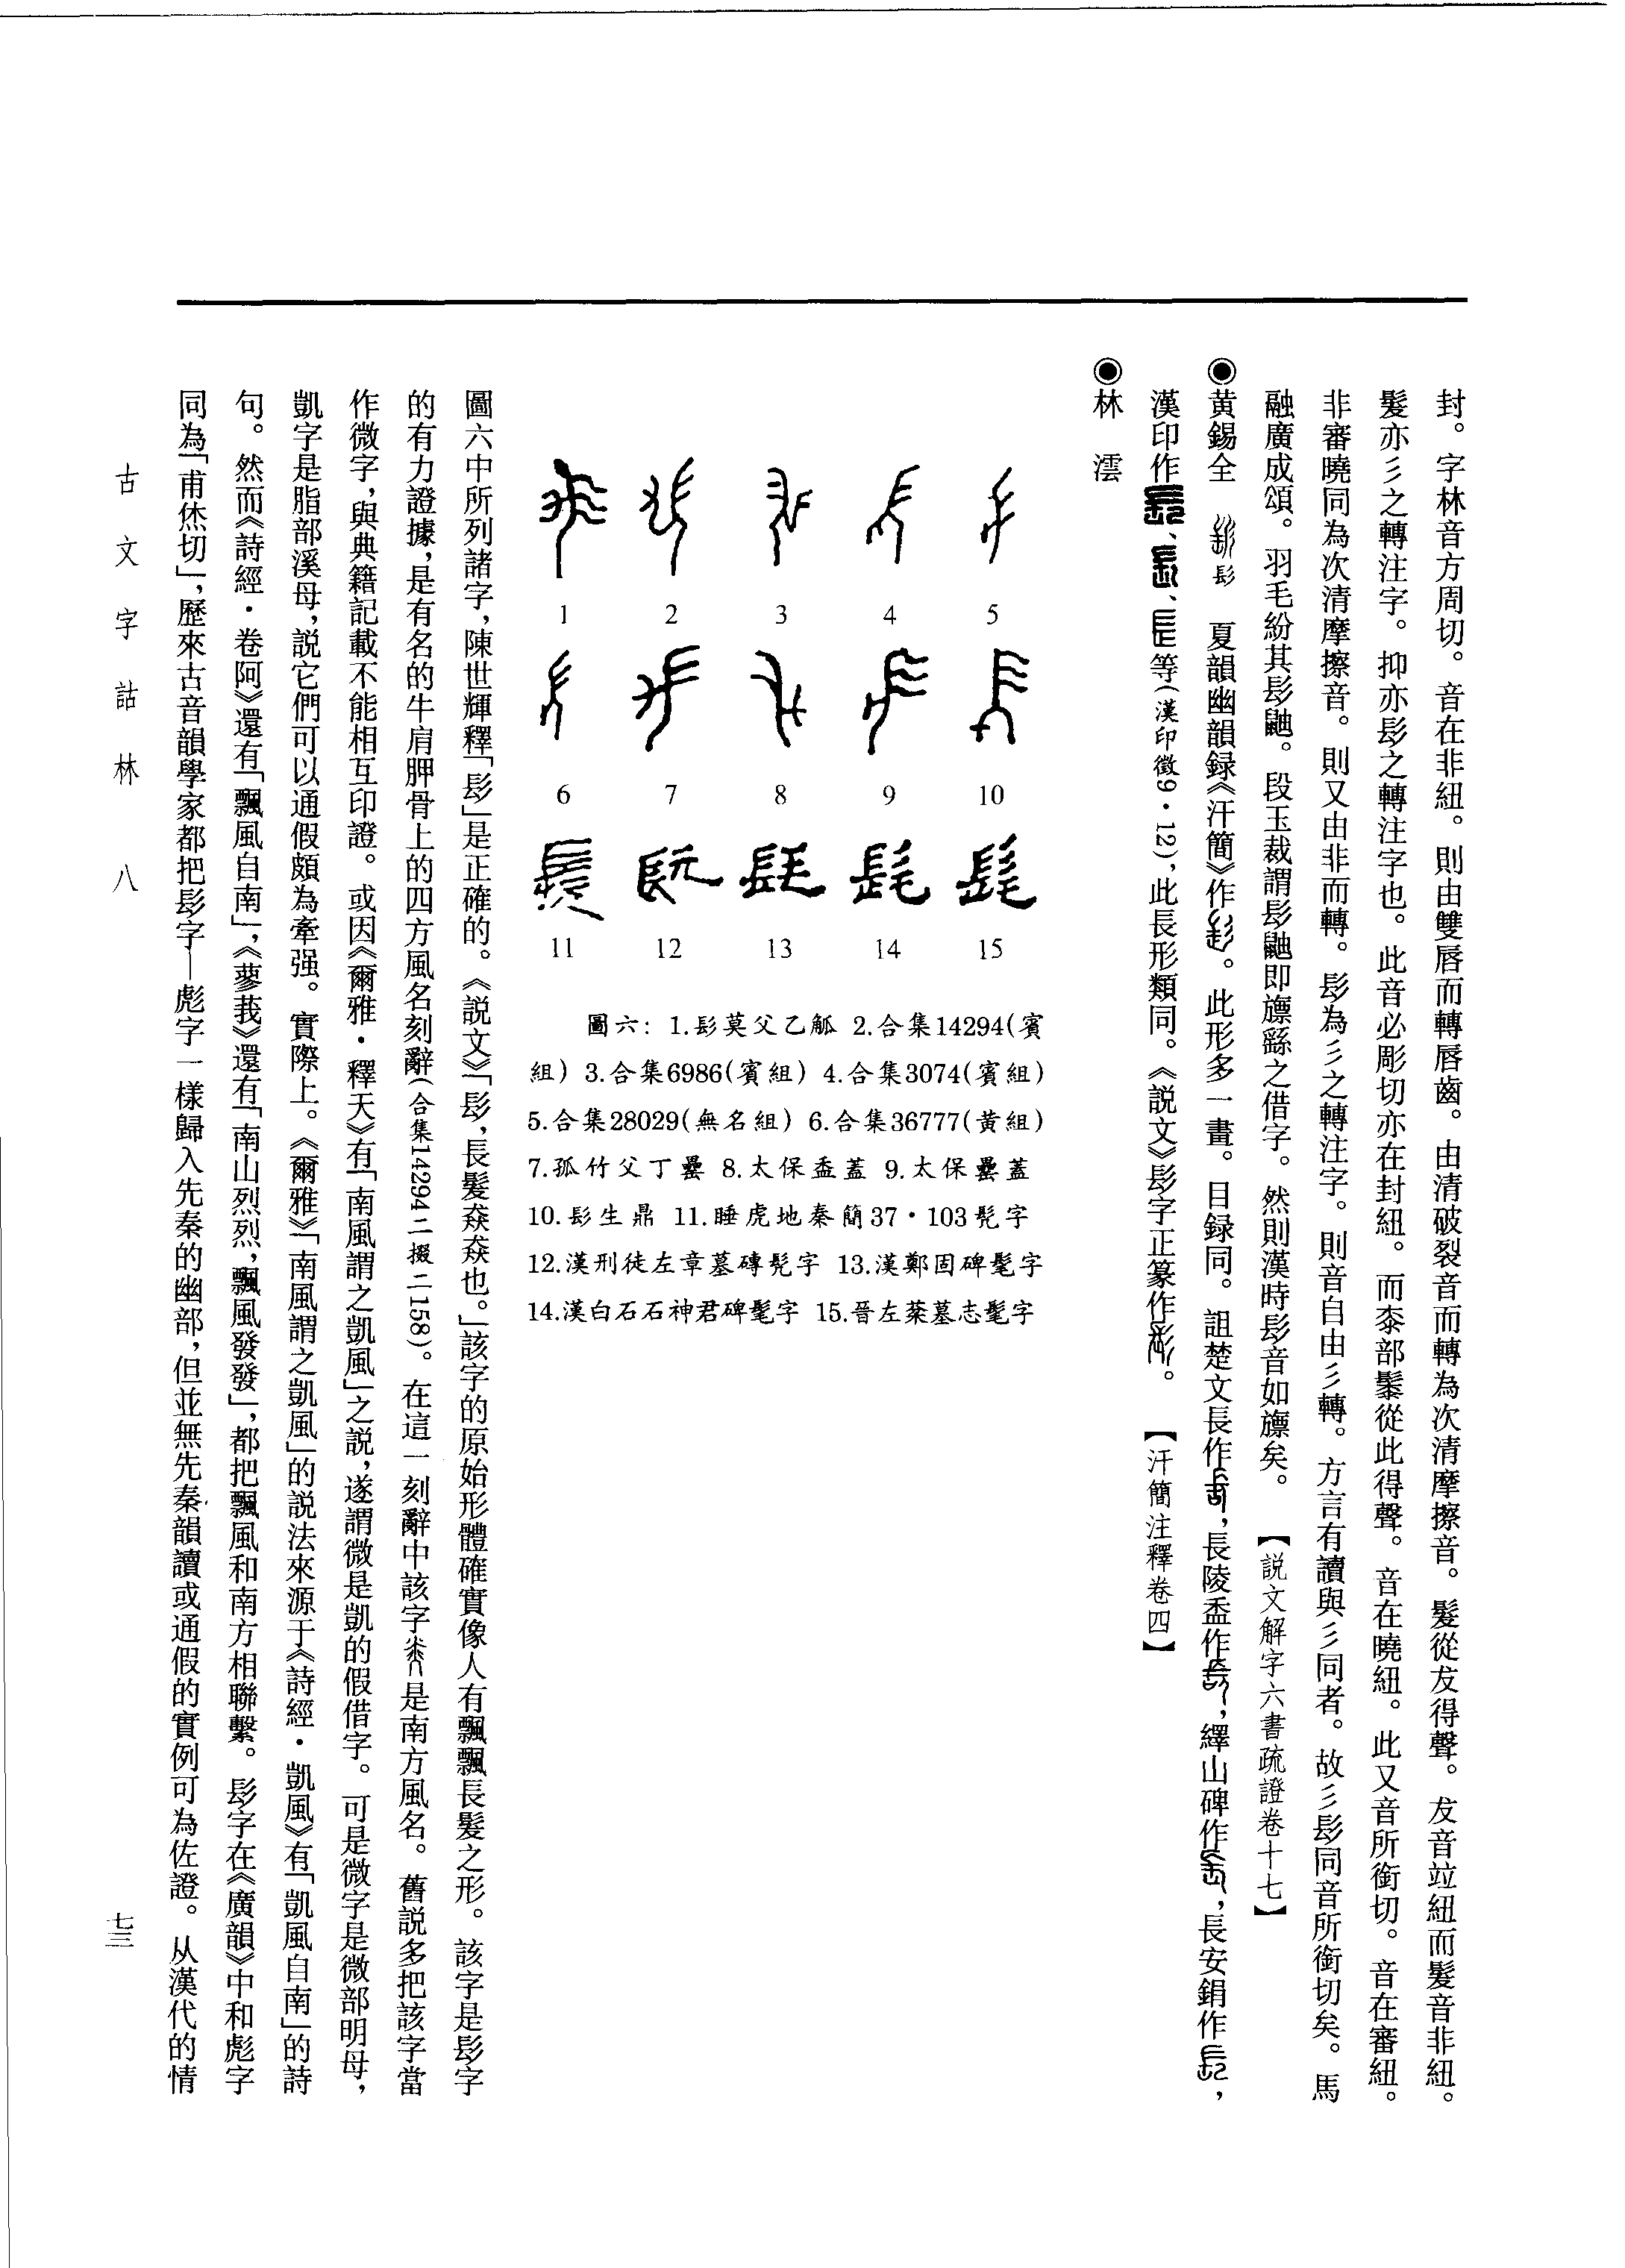 封。字林音方周切。音在非紐。則由雙唇而轉唇齒。由清破裂音而轉為次清摩擦音。髮從犮得聲。犮音竝紐而髮音非紐。
髮亦彡之轉注字。抑亦髟之轉注字也。此音必彫切亦在封紐。而桼部髹從此得聲。音在曉紐。此又音所銜切。音在審紐。
非審曉同為次清摩擦音。則又由非而轉。髟為彡之轉注字。則音自由彡轉。方言有讀與彡同者。故彡髟同音所銜切矣。馬
融廣成頌。羽毛紛其髟鼬。段玉裁謂髟鼬即旚繇之借字。然則漢時髟音如旚矣。【説文解字六書疏證卷十七】
◉黃錫全 髟 夏韻幽韻録《汗簡》作。此形多一畫。目録同。詛楚文長作，長陵盉作，繹山碑作，長安鋗作，
漢印作、、等（漢印徵9·12），此長形類同。《説文》髟字正篆作。【汗簡注釋卷四】
◉林 澐
1 2 3 4 5
6 7 8 9 10
11 12 13 14 15
圖六：1.髟莫父乙觚 2.合集14294(賓
組) 3.合集6986(賓組) 4.合集3074(賓組)
5.合集28029(無名組) 6.合集36777(黄組)
7.孤竹父丁罍 8.太保盉蓋 9.太保罍蓋
10.髟生鼎 11.睡虎地秦簡37·103髡字
12.漢刑徒左章墓磚髡字 13.漢鄭固碑髦字
14.漢白石石神君碑髦字 15.晉左棻墓志髦字
圖六中所列諸字，陳世輝釋「髟」是正確的。《説文》「髟，長髮猋猋也。」該字的原始形體確實像人有飄飄長髮之形。該字是髟字
的有力證據，是有名的牛肩胛骨上的四方風名刻辭（合集14294二掇二158）。在這一刻辭中該字是南方風名。舊説多把該字當
作微字，與典籍記載不能相互印證。或因《爾雅·釋天》有「南風謂之凱風」之説，遂謂微是凱的假借字。可是微字是微部明母，
凱字是脂部溪母，説它們可以通假頗為牽强。實際上。《爾雅》「南風謂之凱風」的説法來源于《詩經·凱風》有「凱風自南」的詩
句。然而《詩經·卷阿》還有「飄風自南」，《蓼莪》還有「南山烈烈，飄風發發」，都把飄風和南方相聯繫。髟字在《廣韻》中和彪字
同為「甫烋切」，歷來古音韻學家都把髟字—彪字一樣歸入先秦的幽部，但並無先秦韻讀或通假的實例可為佐證。从漢代的情
古文字詁林 八
七三